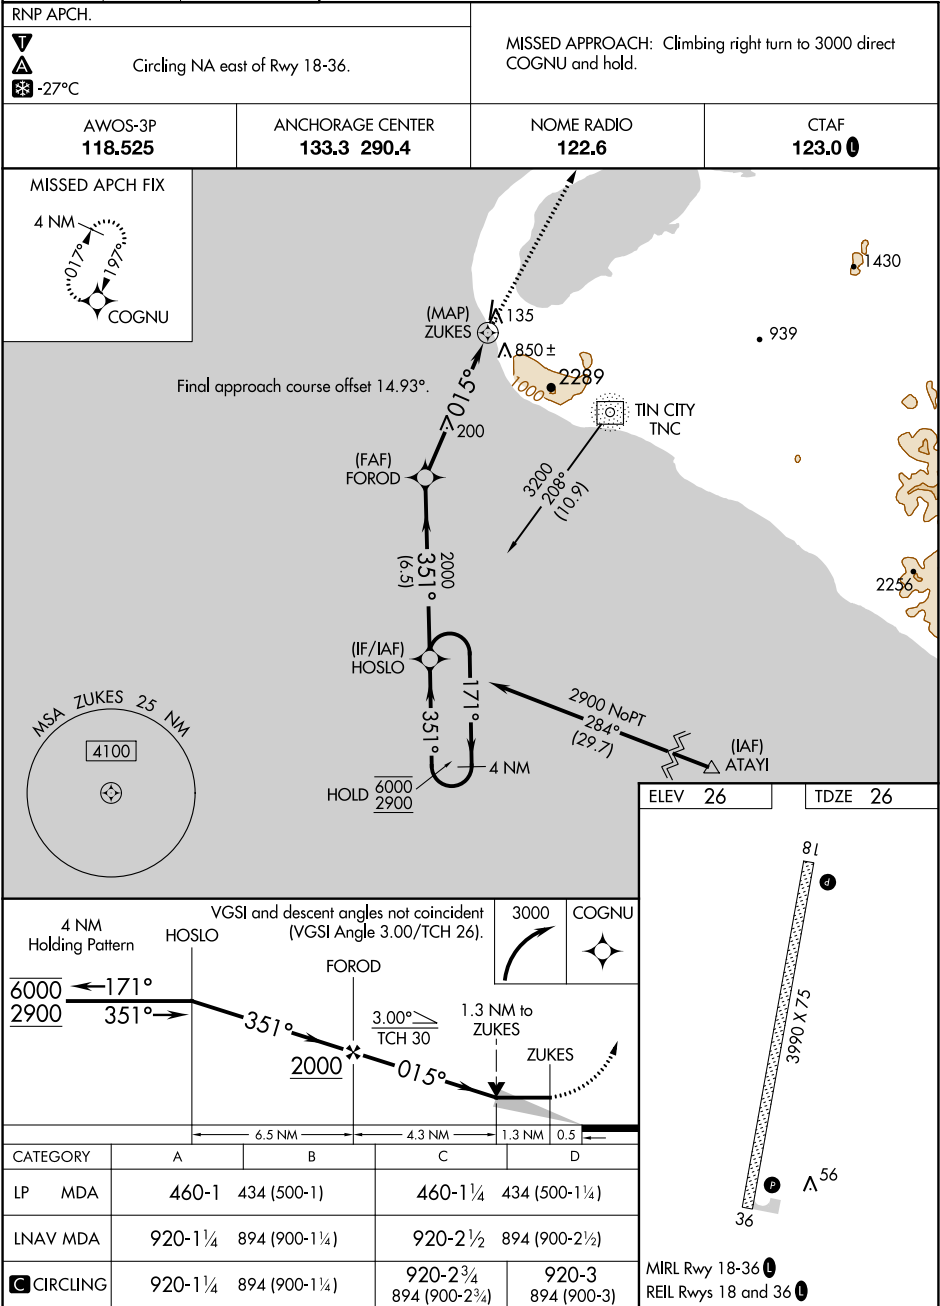 RNP APCH.
T
A
-27°C
Circling NA east of Rwy 18-36.
MISSED APPROACH: Climbing right turn to 3000 direct
COGNU and hold.
AWOS-3P
118.525
ANCHORAGE CENTER
133.3 290.4
NOME RADIO
122.6
CTAF
123.0 L
MISSED APCH FIX
4 NM
017°
197°
COGNU
1430
(MAP)
ZUKES
135
939
850 ±
Final approach course offset 14.93°.
015°
1000
2289
TIN CITY
TNC
200
(FAF)
FOROD
3200
208°
(10.9)
2000
351°
(6.5)
2256
(IF/IAF)
HOSLO
171°
351°
2900 NoPT
284°
(29.7)
(IAF)
ATAYI
MSA ZUKES 25 NM
4100
4 NM
HOLD 6000
2900
ELEV 26
TDZE 26
18
P
3990 X 75
P
56
36
MIRL Rwy 18-36 L
REIL Rwys 18 and 36 L
4 NM
Holding Pattern
HOSLO
VGSI and descent angles not coincident
(VGSI Angle 3.00/TCH 26).
3000
COGNU
FOROD
6000
2900
171°
351°
351°
3.00°
TCH 30
1.3 NM to
ZUKES
2000
015°
ZUKES
6.5 NM
4.3 NM
1.3 NM
0.5
CATEGORY A B C D
LP MDA 460-1 434 (500-1) 460-1¼ 434 (500-1¼)
LNAV MDA 920-1¼ 894 (900-1¼) 920-2½ 894 (900-2½)
C CIRCLING 920-1¼ 894 (900-1¼) 920-2¾ 894 (900-2¾) 920-3 894 (900-3)